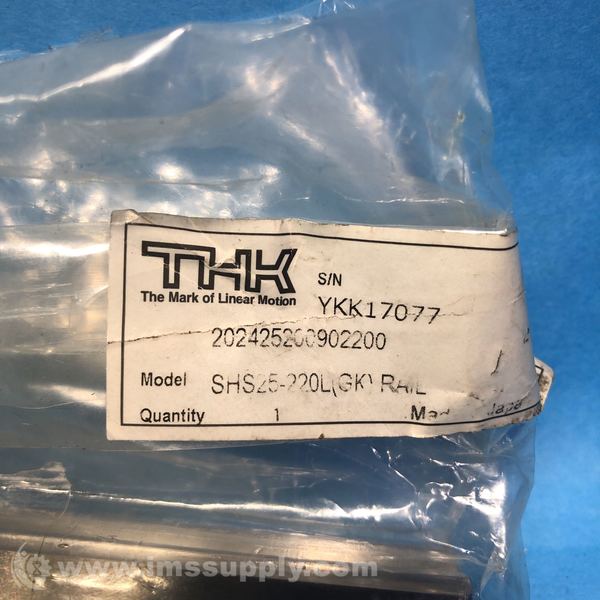 THK
The Mark of Linear Motion
S/N
YKK17077
202425200902200
Model SHS25-220L(GK) RAIL
Quantity 1
www.imssupply.com